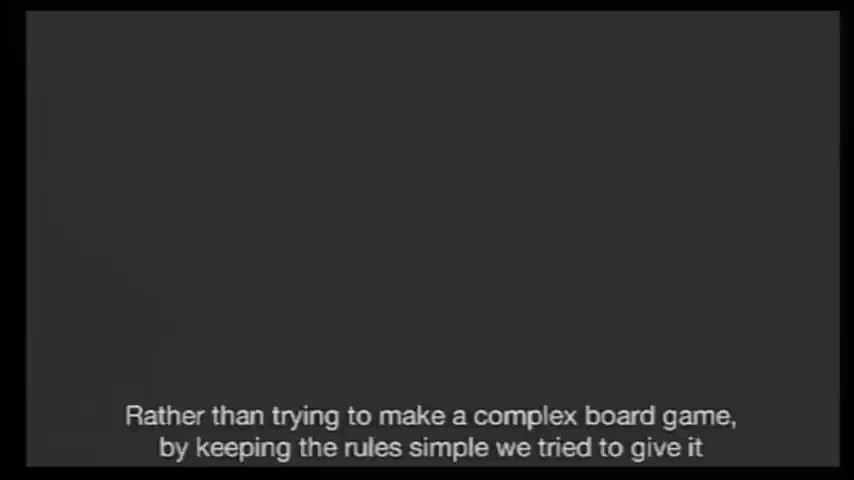 Rather than trying to make a complex board game,
by keeping the rules simple we tried to give it